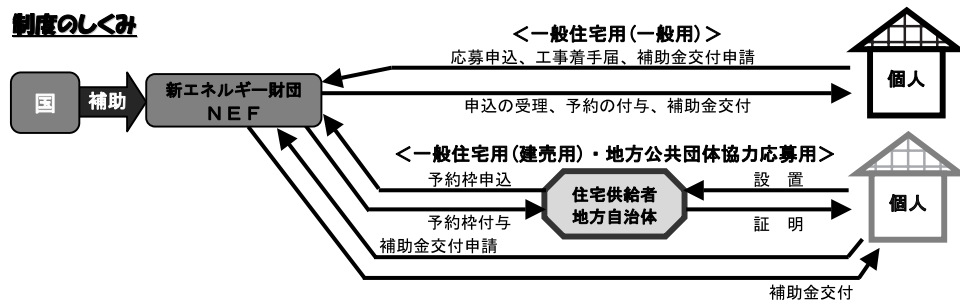 制度のしくみ
＜一般住宅用(一般用)＞
応募申込、工事着手届、補助金交付申請
国
補助
新エネルギー財団
ＮＥＦ
個人
申込の受理、予約の付与、補助金交付
＜一般住宅用(建売用)・地方公共団体協力応募用＞
予約枠申込
設　置
住宅供給者
地方自治体
個人
予約枠付与
証　明
補助金交付申請
補助金交付